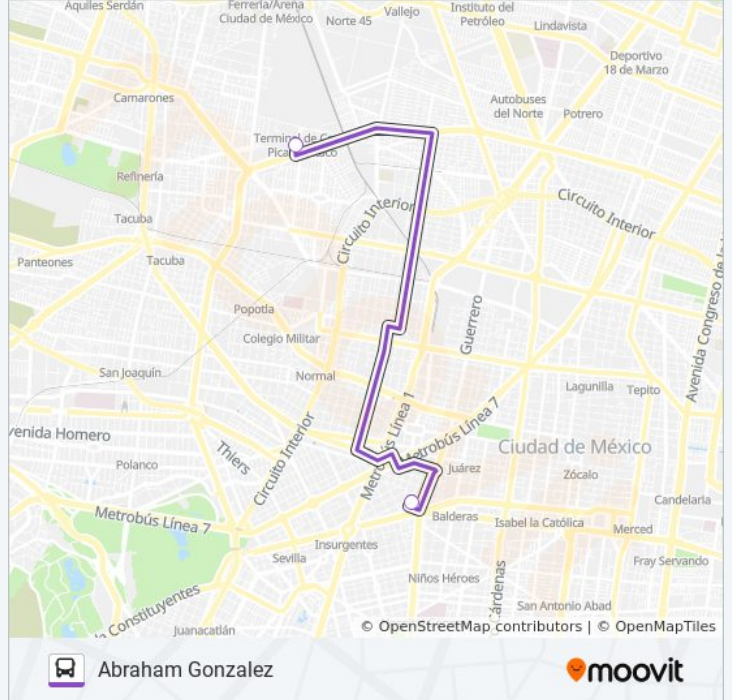 Aquiles Serdán
Ferrería/Arena
Ciudad de México
Norte 45
Vallejo
Instituto del
Petróleo
Lindavista
Deportivo
18 de Marzo
Camarones
Autobuses
del Norte
Potrero
Terminal de
Refinería
Circuito Interior
Circuito Interior
Tacuba
Panteones
Tacuba
Popotla
Guerrero
Colegio Militar
Avenida Congreso de la
San Joaquín
Normal
Lagunilla
Tepito
Metrobús Línea 1
Metrobús Línea 7
venida Homero
Thiers
Circuito Interior
Ciudad de México
Polanco
Juárez
Zócalo
Candelaria
Metrobús Línea 7
Balderas
Isabel la Católica
Merced
Insurgentes
Sevilla
Fray Servando
Niños Héroes
Cárdenas
Constituyentes
San Antonio Abad
Juanacatlán
© OpenStreetMap contributors | © OpenMapTiles
Abraham Gonzalez
moovit